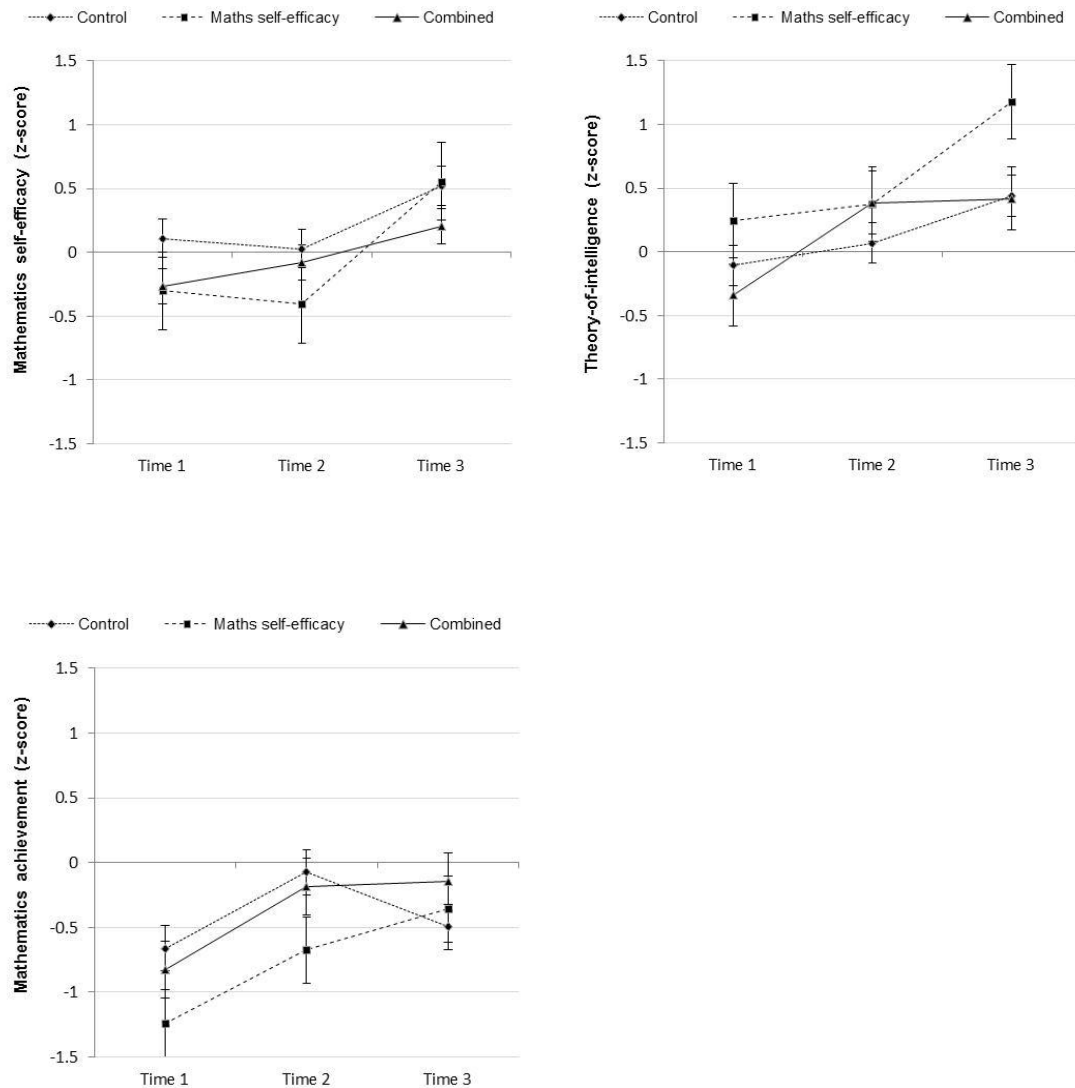 Control Maths self-efficacy Combined
Mathematics self-efficacy (z-score)
1.5
1
0.5
0
-0.5
-1
-1.5
Time 1 Time 2 Time 3
Control Maths self-efficacy Combined
Theory-of-intelligence (z-score)
1.5
1
0.5
0
-0.5
-1
-1.5
Time 1 Time 2 Time 3
Control Maths self-efficacy Combined
Mathematics achievement (z-score)
1.5
1
0.5
0
-0.5
-1
-1.5
Time 1 Time 2 Time 3